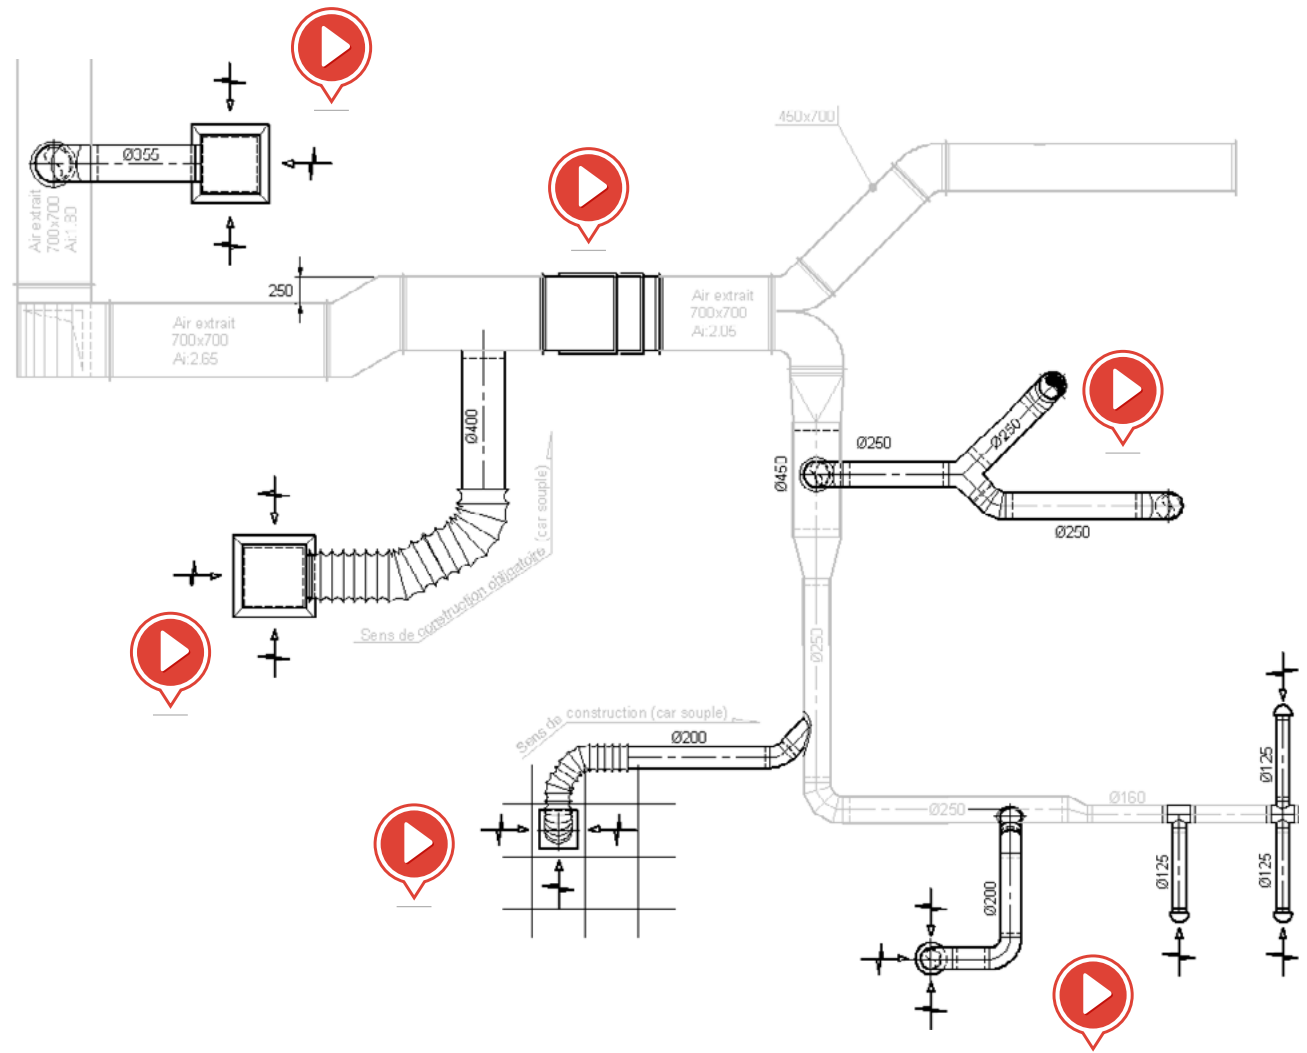 450x700
Ø355
Air extrait
700x700
Ai:1.80
250
Air extrait
700x700
Ai:2.05
Air extrait
700x700
Ai:2.65
Ø400
Ø250
Ø250
Ø450
Ø250
Sens de construction obligatoire (car souple)
Ø250
Sens de construction (car souple)
Ø200
Ø125
Ø160
Ø250
Ø125
Ø125
Ø200